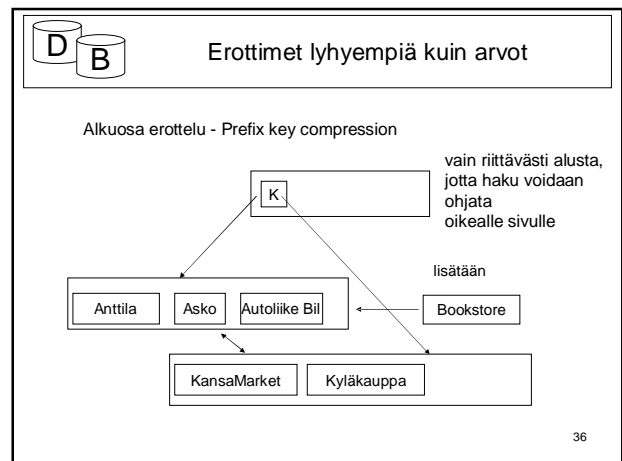 D B
Erottimet lyhyempiä kuin arvot
Alkuosa erottelu - Prefix key compression
vain riittävästi alusta,
jotta haku voidaan
ohjata
oikealle sivulle
K
lisätään
Anttila Asko Autoliike Bil
Bookstore
KansaMarket Kyläkauppa
36